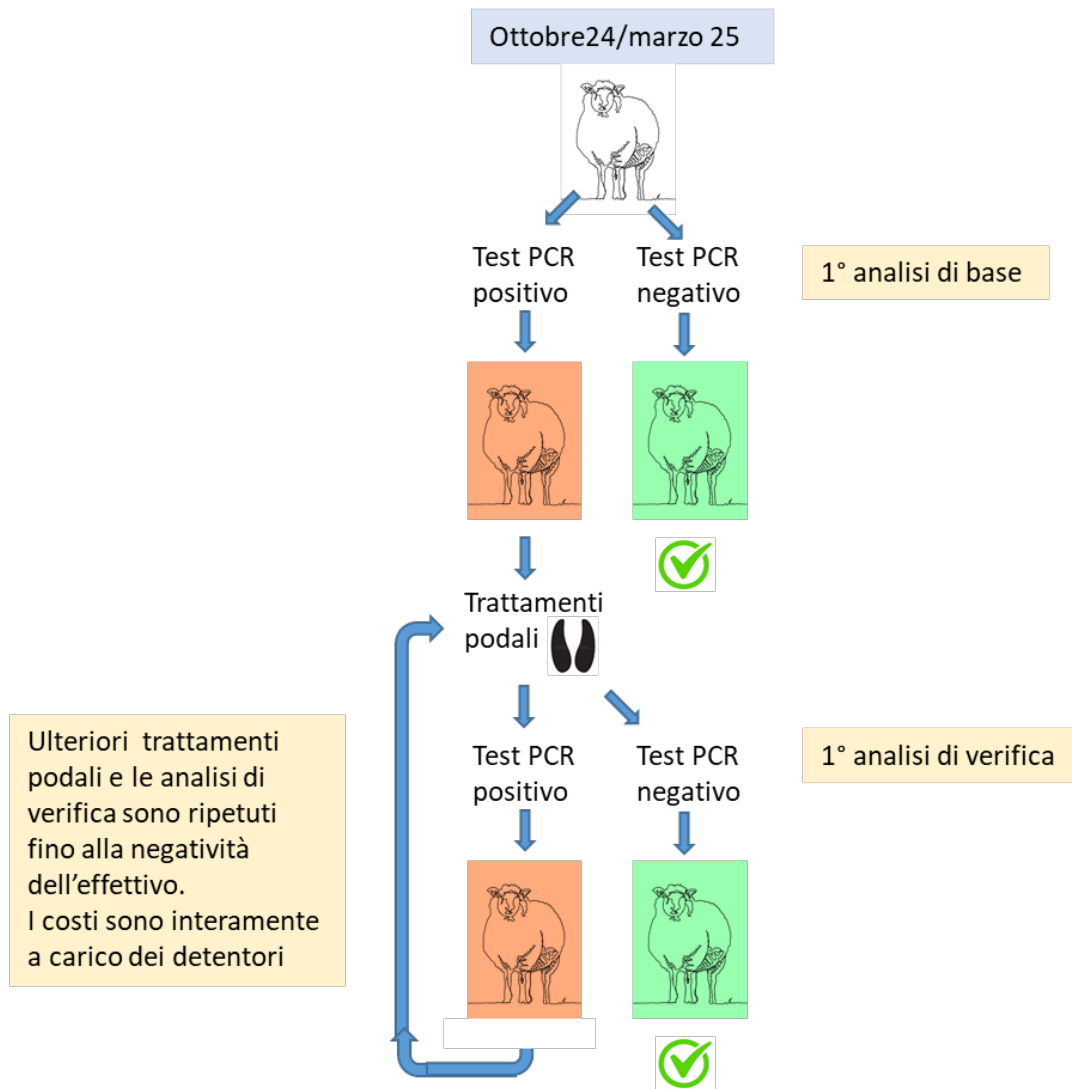 Ottobre24/marzo 25
Test PCR
positivo
Test PCR
negativo
1° analisi di base
Trattamenti
podali
Ulteriori trattamenti
podali e le analisi di
verifica sono ripetuti
fino alla negatività
dell'effettivo.
I costi sono interamente
a carico dei detentori
Test PCR
positivo
Test PCR
negativo
1° analisi di verifica